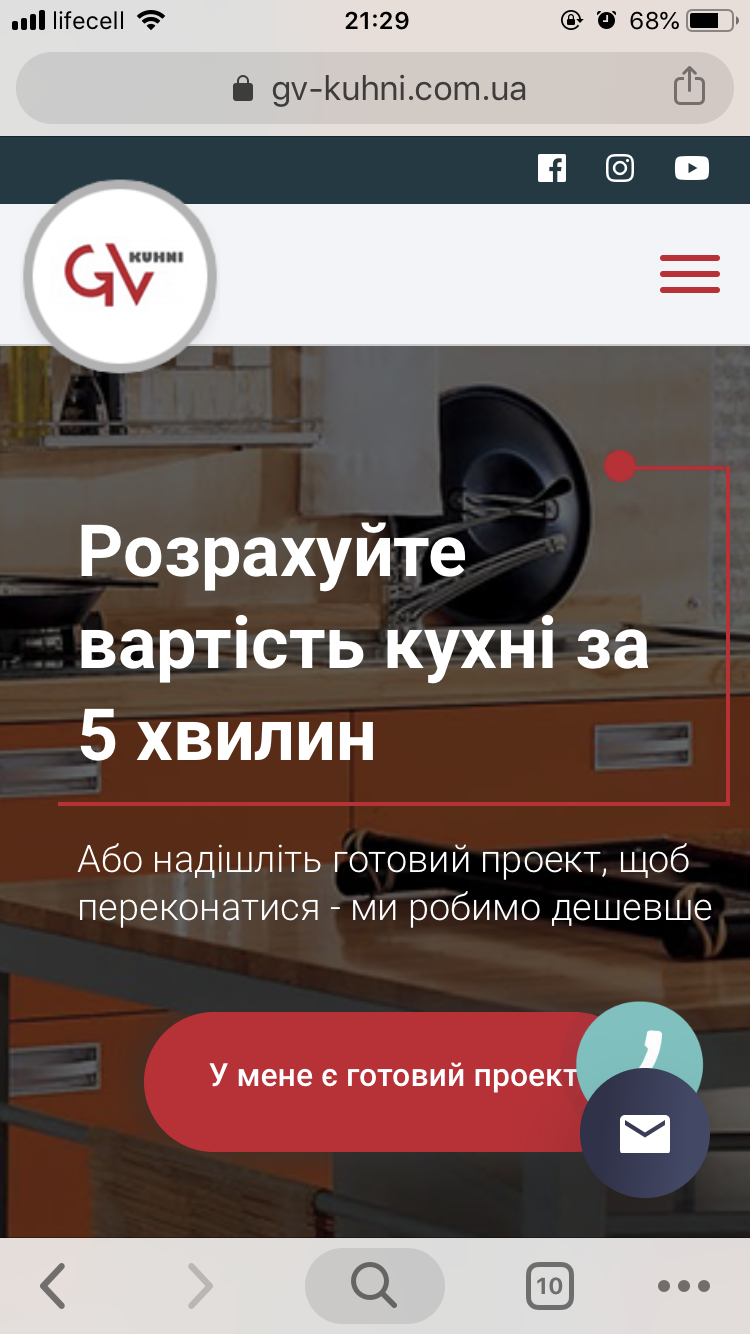 lifecell
21:29
68%
gv-kuhni.com.ua
GV KUHNI
Розрахуйте
вартість кухні за
5 хвилин
Або надішліть готовий проект, щоб
переконатися - ми робимо дешевше
У мене є готовий проект
10